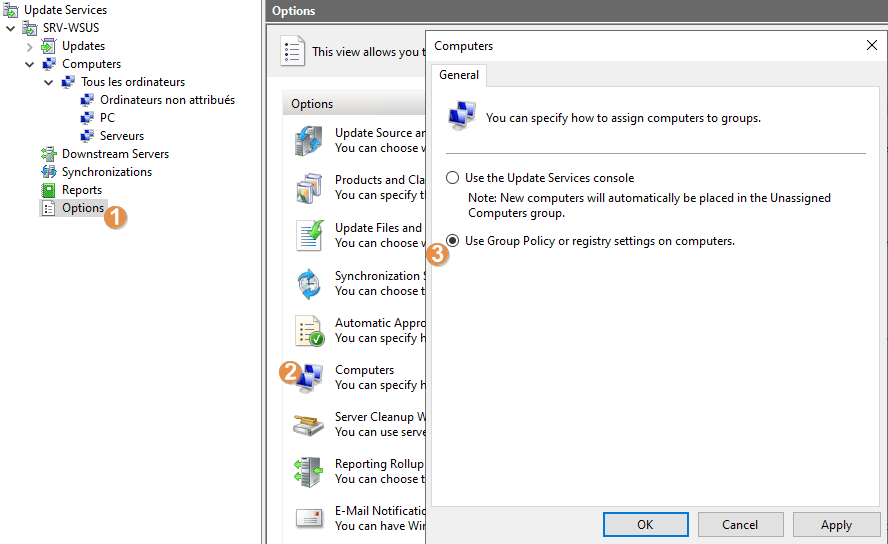 Update Services
SRV-WSUS
Updates
Computers
Tous les ordinateurs
Ordinateurs non attribués
PC
Serveurs
Downstream Servers
Synchronizations
Reports
Options
1
Options
This view allows you t
Options
Update Source ar
You can choose v
Products and Cla
You can specify th
Update Files and
You can choose v
Synchronization S
You can choose t
Automatic Appro
You can specify h
2
Computers
You can specify h
Server Cleanup W
You can use serve
Reporting Rollup
You can choose t
E-Mail Notificatio
You can have Wir
Computers
General
You can specify how to assign computers to groups.
Use the Update Services console
Note: New computers will automatically be placed in the Unassigned
Computers group.
3
Use Group Policy or registry settings on computers.
OK
Cancel
Apply